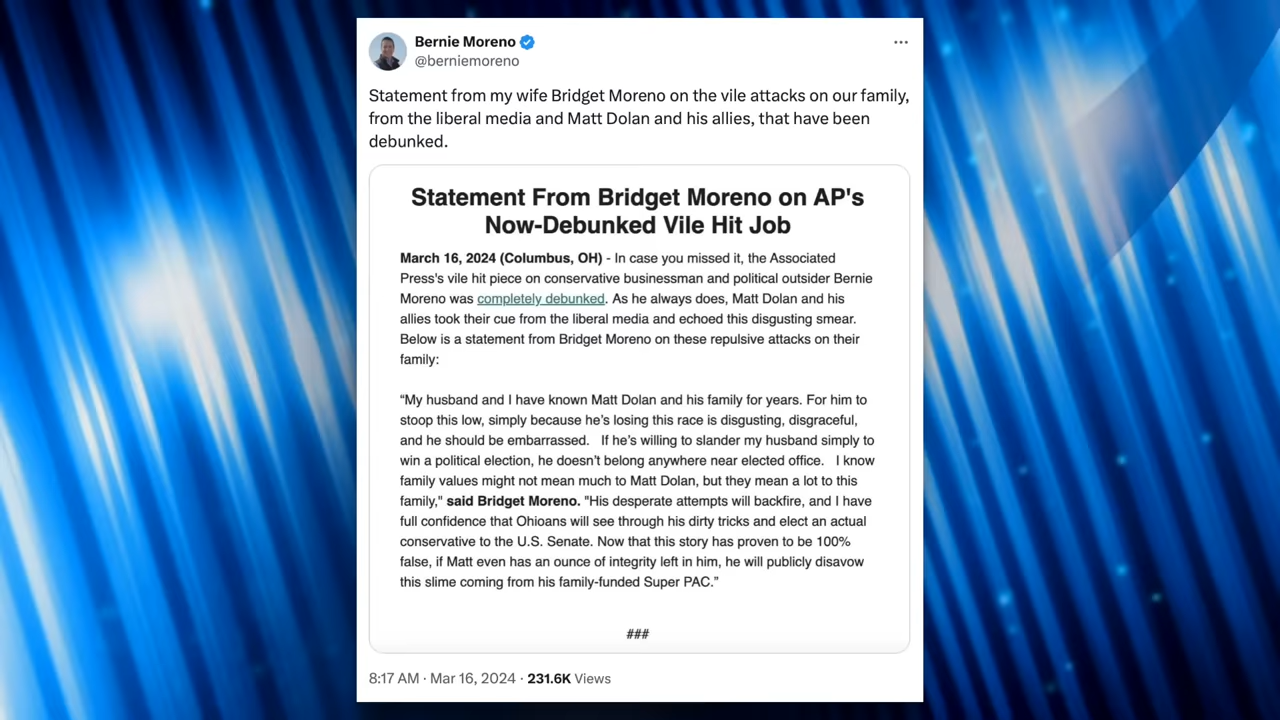 Bernie Moreno
@berniemoreno
Statement from my wife Bridget Moreno on the vile attacks on our family,
from the liberal media and Matt Dolan and his allies, that have been
debunked.
Statement From Bridget Moreno on AP's
Now-Debunked Vile Hit Job
March 16, 2024 (Columbus, OH) - In case you missed it, the Associated
Press's vile hit piece on conservative businessman and political outsider Bernie
Moreno was completely debunked. As he always does, Matt Dolan and his
allies took their cue from the liberal media and echoed this disgusting smear.
Below is a statement from Bridget Moreno on these repulsive attacks on their
family:
“My husband and I have known Matt Dolan and his family for years. For him to
stoop this low, simply because he’s losing this race is disgusting, disgraceful,
and he should be embarrassed.   If he’s willing to slander my husband simply to
win a political election, he doesn’t belong anywhere near elected office.   I know
family values might not mean much to Matt Dolan, but they mean a lot to this
family," said Bridget Moreno. "His desperate attempts will backfire, and I have
full confidence that Ohioans will see through his dirty tricks and elect an actual
conservative to the U.S. Senate. Now that this story has proven to be 100%
false, if Matt even has an ounce of integrity left in him, he will publicly disavow
this slime coming from his family-funded Super PAC.”
###
8:17 AM · Mar 16, 2024 · 231.6K Views